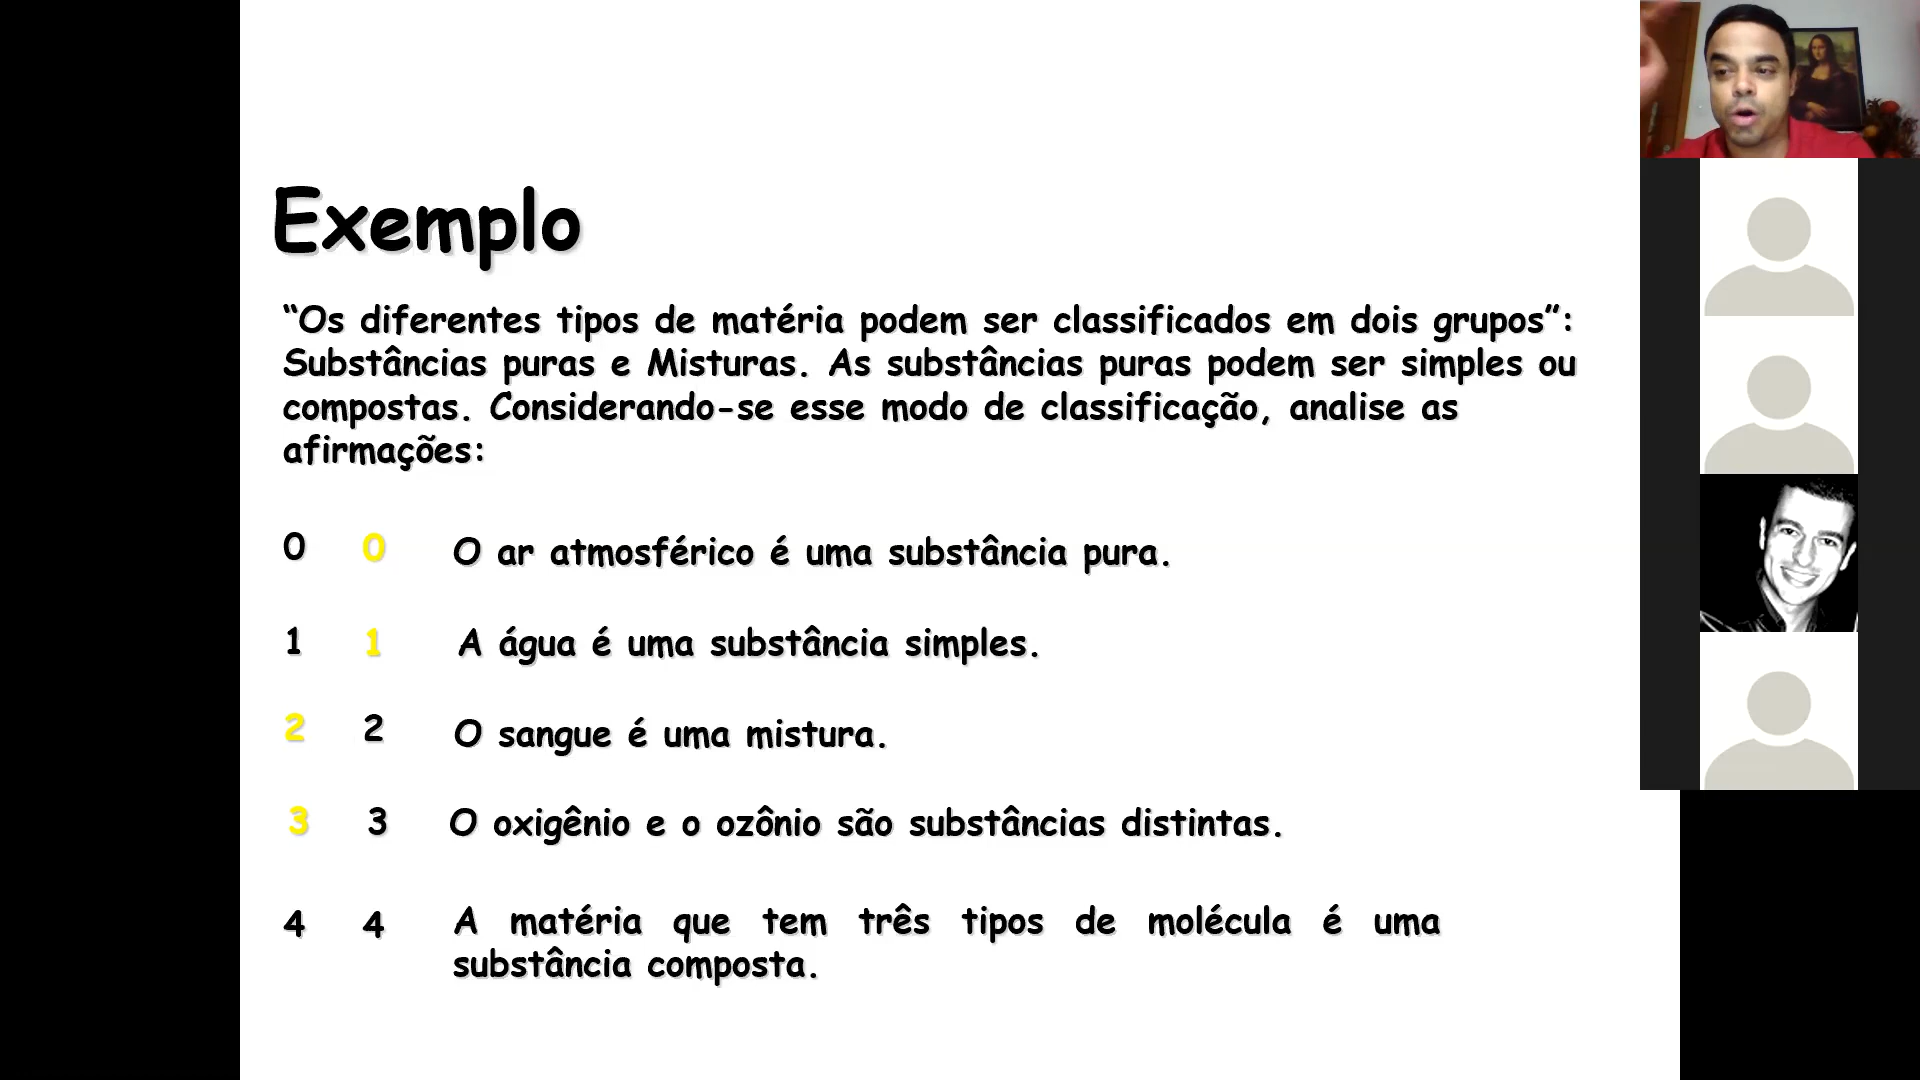 Exemplo
“Os diferentes tipos de matéria podem ser classificados em dois grupos”:
Substâncias puras e Misturas. As substâncias puras podem ser simples ou
compostas. Considerando-se esse modo de classificação, analise as
afirmações:
0 0 O ar atmosférico é uma substância pura.
1 1 A água é uma substância simples.
2 2 O sangue é uma mistura.
3 3 O oxigênio e o ozônio são substâncias distintas.
4 4 A matéria que tem três tipos de molécula é uma
substância composta.